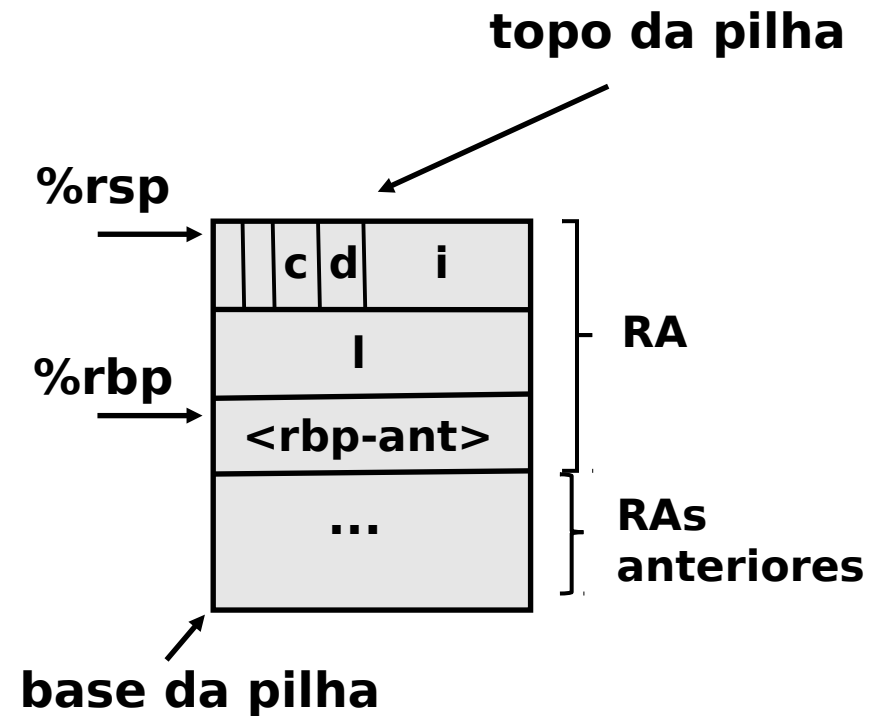 topo da pilha
%rsp
c d i
RA
l
%rbp
<rbp-ant>
...
RAs
anteriores
base da pilha